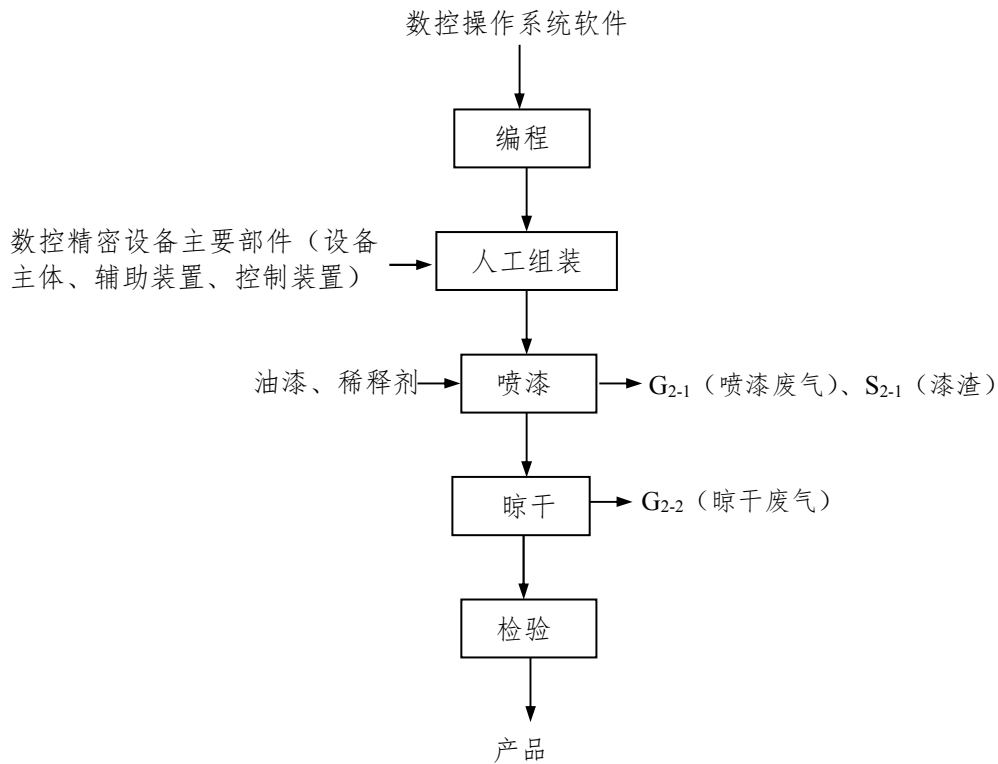 数控操作系统软件
编程
数控精密设备主要部件（设备
主体、辅助装置、控制装置）
人工组装
油漆、稀释剂
喷漆
G2-1（喷漆废气）、S2-1（漆渣）
晾干
G2-2（晾干废气）
检验
产品